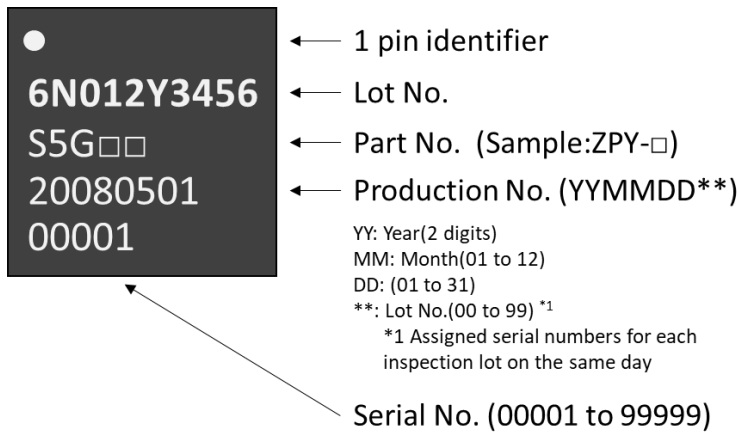 1 pin identifier
6N012Y3456
Lot No.
S5G□□
Part No. (Sample:ZPY-□)
20080501
Production No. (YYMMDD**)
00001
YY: Year(2 digits)
MM: Month(01 to 12)
DD: (01 to 31)
**: Lot No.(00 to 99) *1
*1 Assigned serial numbers for each
inspection lot on the same day
Serial No. (00001 to 99999)